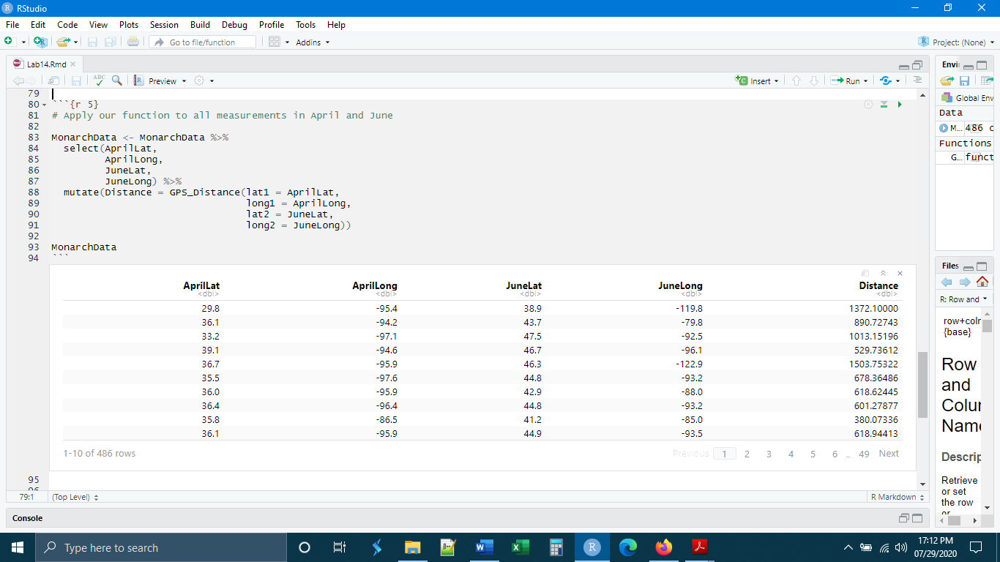 RStudio
File Edit Code View Plots Session Build Debug Profile Tools Help
Go to file/function Addins Project: (None)
Lab14.Rmd
Preview Insert Run
79
80 ```{r 5}
81 # Apply our function to all measurements in April and June
82
83 MonarchData <- MonarchData %>%
84 select(AprilLat,
85 AprilLong,
86 JuneLat,
87 JuneLong) %>%
88 mutate(Distance = GPS_Distance(lat1 = AprilLat,
89 long1 = AprilLong,
90 lat2 = JuneLat,
91 long2 = JuneLong))
92
93 MonarchData
94 ```
AprilLat AprilLong JuneLat JuneLong Distance
<dbl> <dbl> <dbl> <dbl> <dbl>
29.8 -95.4 38.9 -119.8 1372.10000
36.1 -94.2 43.7 -79.8 890.72743
33.2 -97.1 47.5 -92.5 1013.15196
39.1 -94.6 46.7 -96.1 529.73612
36.7 -95.9 46.3 -122.9 1503.75322
35.5 -97.6 44.8 -93.2 678.36486
36.0 -95.9 42.9 -88.0 618.62445
36.4 -96.4 44.8 -93.2 601.27877
35.8 -86.5 41.2 -85.0 380.07336
36.1 -95.9 44.9 -93.5 618.94413
1-10 of 486 rows
Previous 1 2 3 4 5 6 ... 49 Next
95
79:1 (Top Level) R Markdown
Console
Envi
Global Env
Data
M... 486 o
Functions
G... funct
Files
R: Row and
row+coln
{base}
Row
and
Colum
Name
Descrip
Retrieve
or set
the row
or
Type here to search
17:12 PM
07/29/2020